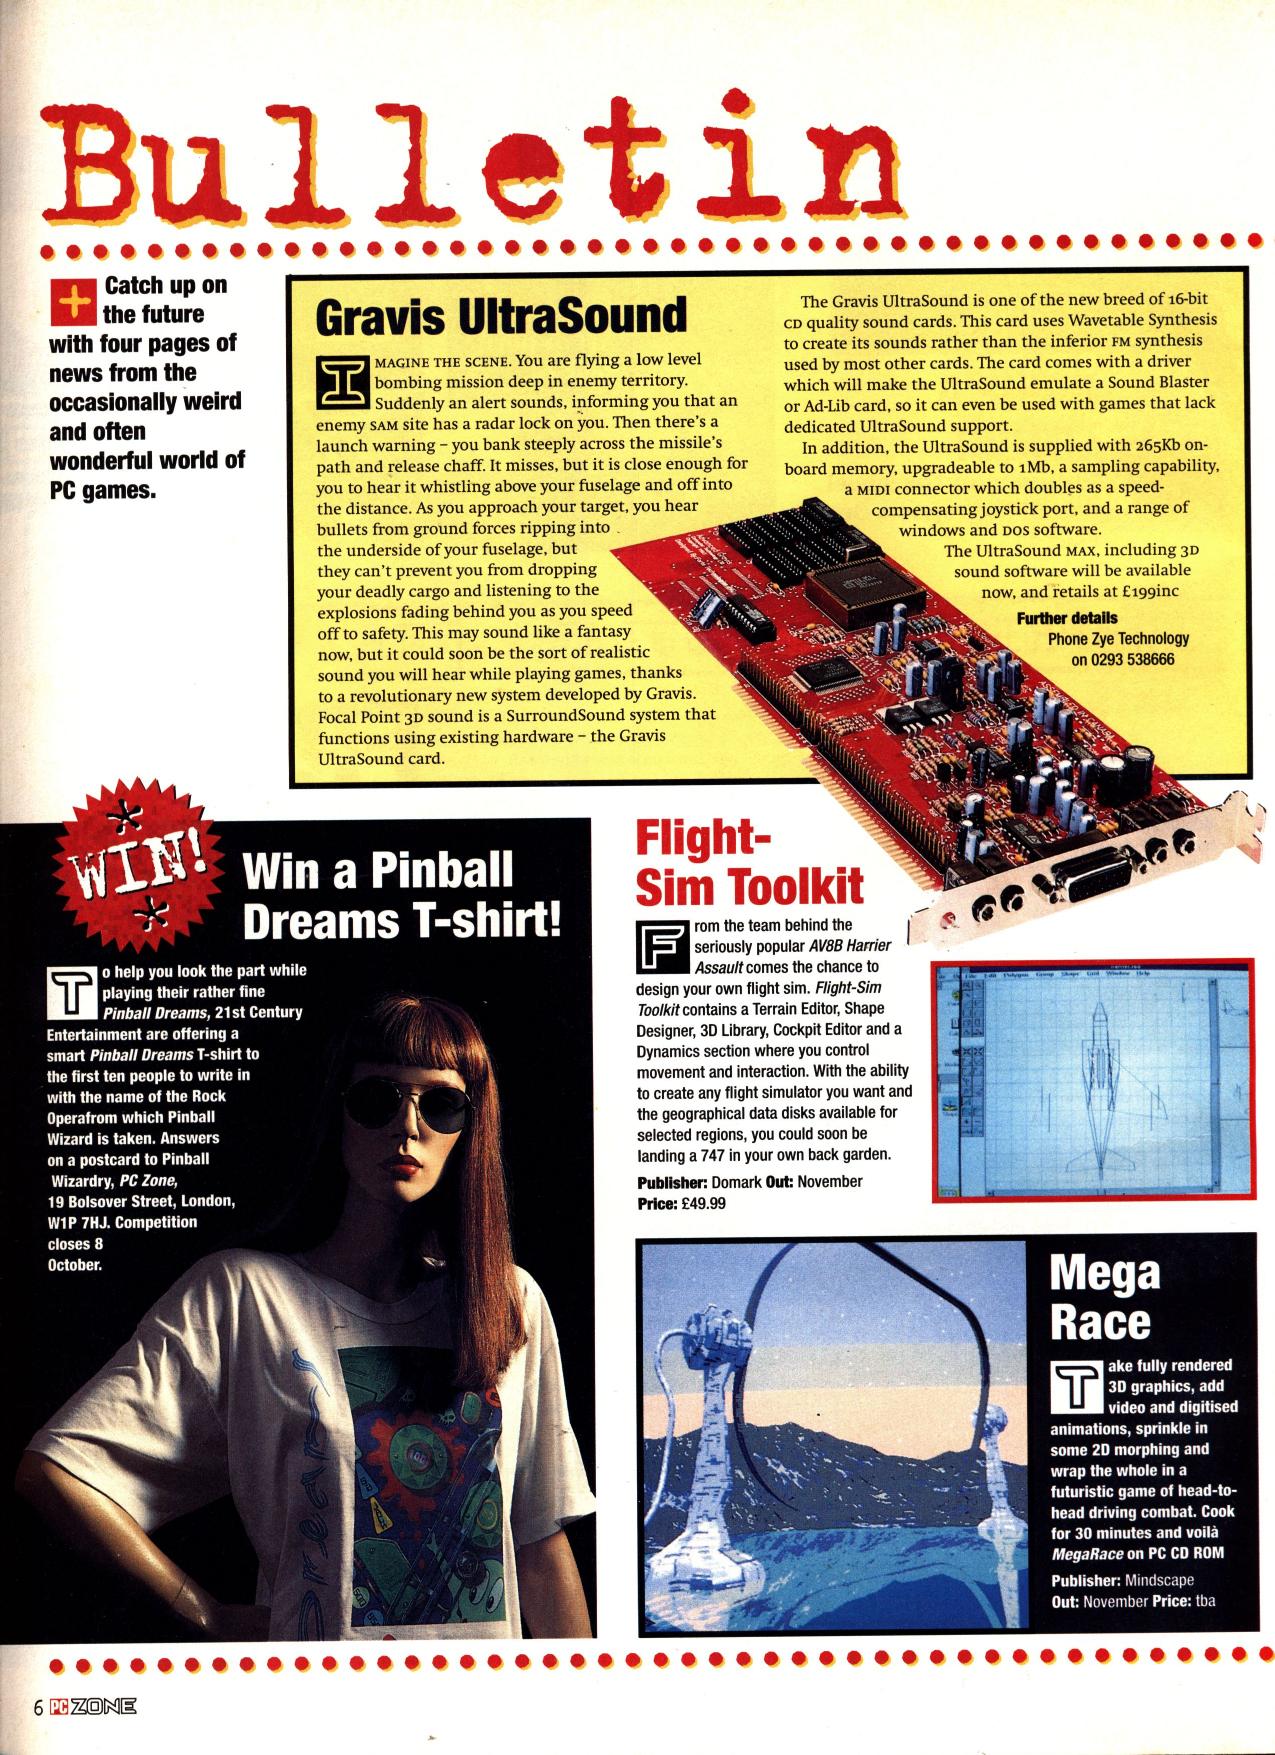 Bulletin
Catch up on
the future
with four pages of
news from the
occasionally weird
and often
wonderful world of
PC games.
Gravis UltraSound
IMAGINE THE SCENE. You are flying a low level
bombing mission deep in enemy territory.
Suddenly an alert sounds, informing you that an
enemy SAM site has a radar lock on you. Then there's a
launch warning – you bank steeply across the missile's
path and release chaff. It misses, but it is close enough for
you to hear it whistling above your fuselage and off into
the distance. As you approach your target, you hear
bullets from ground forces ripping into
the underside of your fuselage, but
they can't prevent you from dropping
your deadly cargo and listening to the
explosions fading behind you as you speed
off to safety. This may sound like a fantasy
now, but it could soon be the sort of realistic
sound you will hear while playing games, thanks
to a revolutionary new system developed by Gravis.
Focal Point 3D sound is a SurroundSound system that
functions using existing hardware – the Gravis
UltraSound card.
The Gravis UltraSound is one of the new breed of 16-bit
CD quality sound cards. This card uses Wavetable Synthesis
to create its sounds rather than the inferior FM synthesis
used by most other cards. The card comes with a driver
which will make the UltraSound emulate a Sound Blaster
or Ad-Lib card, so it can even be used with games that lack
dedicated UltraSound support.
In addition, the UltraSound is supplied with 265Kb on-
board memory, upgradeable to 1Mb, a sampling capability,
a MIDI connector which doubles as a speed-
compensating joystick port, and a range of
windows and DOS software.
The UltraSound MAX, including 3D
sound software will be available
now, and retails at £199inc
Further details
Phone Zye Technology
on 0293 538666
WIN!
Win a Pinball
Dreams T-shirt!
To help you look the part while
playing their rather fine
Pinball Dreams, 21st Century
Entertainment are offering a
smart Pinball Dreams T-shirt to
the first ten people to write in
with the name of the Rock
Operafrom which Pinball
Wizard is taken. Answers
on a postcard to Pinball
Wizardry, PC Zone,
19 Bolsover Street, London,
W1P 7HJ. Competition
closes 8
October.
Dreams
Flight-
Sim Toolkit
From the team behind the
seriously popular AV8B Harrier
Assault comes the chance to
design your own flight sim. Flight-Sim
Toolkit contains a Terrain Editor, Shape
Designer, 3D Library, Cockpit Editor and a
Dynamics section where you control
movement and interaction. With the ability
to create any flight simulator you want and
the geographical data disks available for
selected regions, you could soon be
landing a 747 in your own back garden.
Publisher: Domark Out: November
Price: £49.99
Mega
Race
Take fully rendered
3D graphics, add
video and digitised
animations, sprinkle in
some 2D morphing and
wrap the whole in a
futuristic game of head-to-
head driving combat. Cook
for 30 minutes and voilà
MegaRace on PC CD ROM
Publisher: Mindscape
Out: November Price: tba
6 PC ZONE